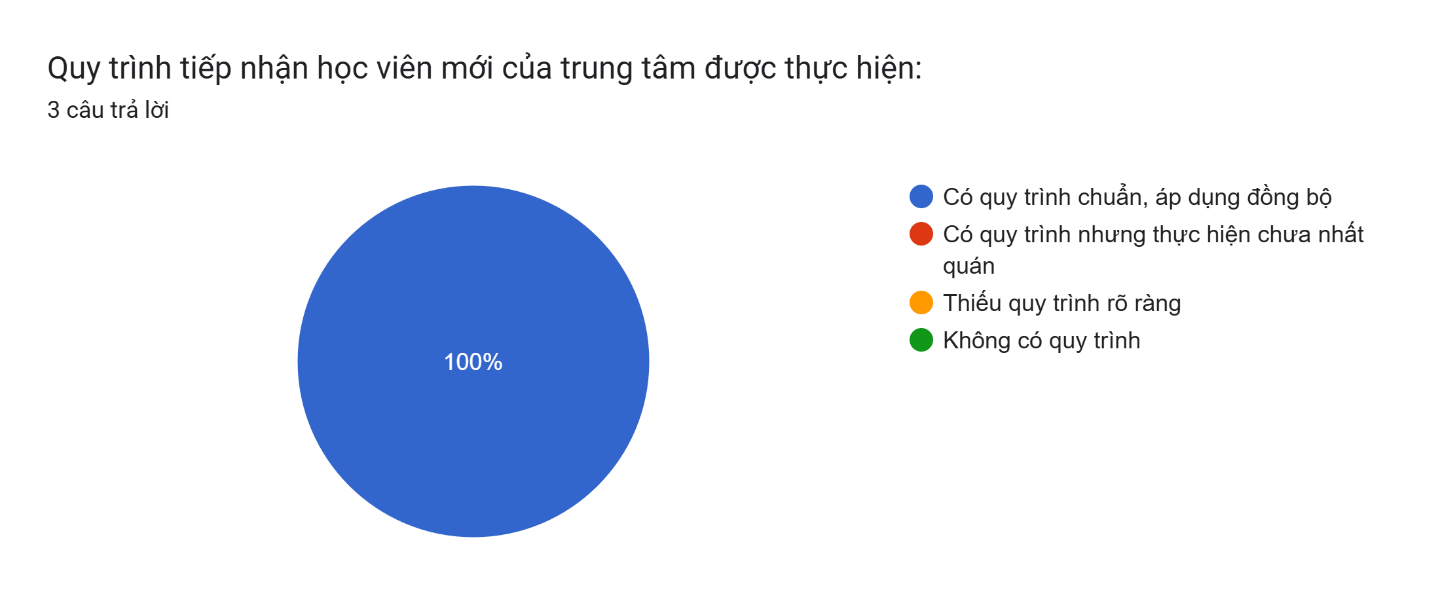 Quy trình tiếp nhận học viên mới của trung tâm được thực hiện:
3 câu trả lời
100%
Có quy trình chuẩn, áp dụng đồng bộ
Có quy trình nhưng thực hiện chưa nhất
quán
Thiếu quy trình rõ ràng
Không có quy trình